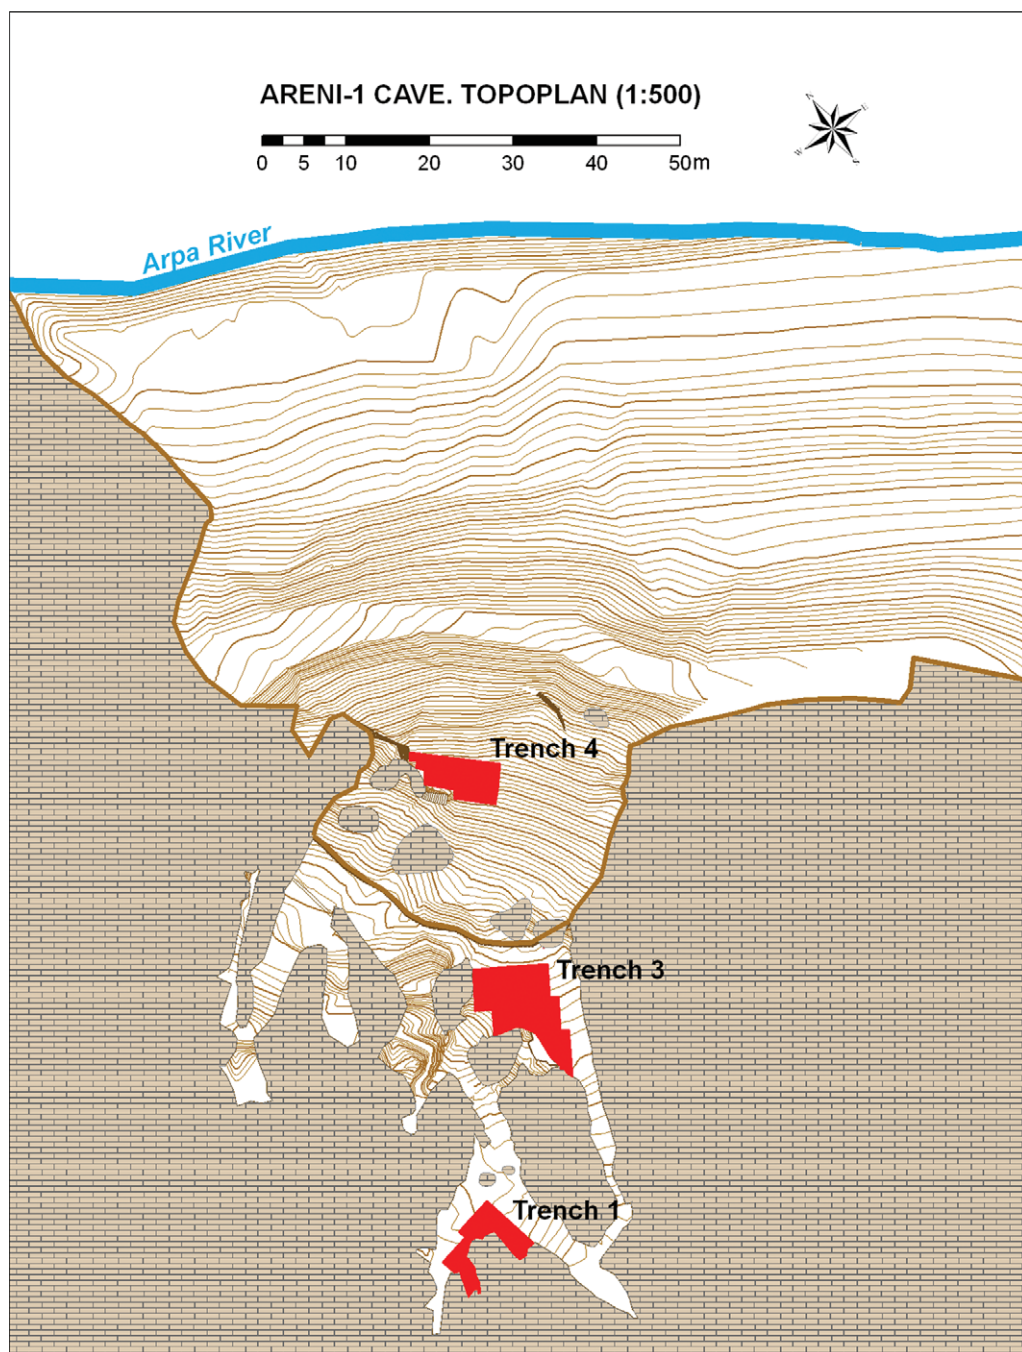 ARENI-1 CAVE. TOPOPLAN (1:500)
0 5 10 20 30 40 50m
Arpa River
Trench 4
Trench 3
Trench 1